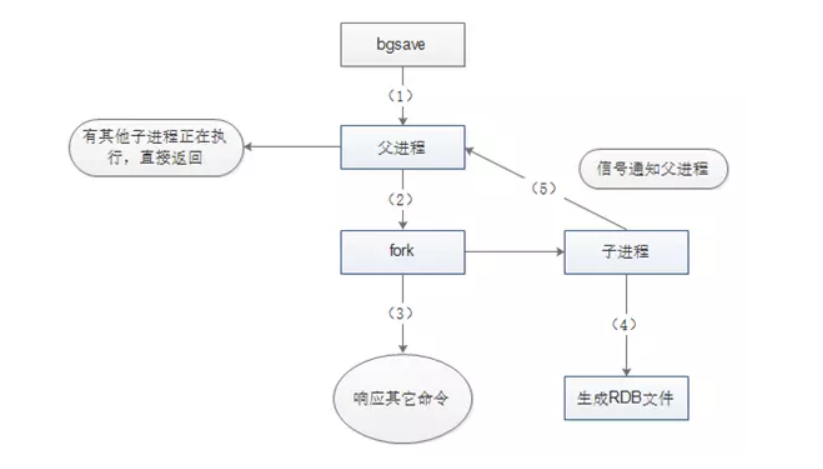 bgsave
（1）
有其他子进程正在执
行，直接返回
父进程
信号通知父进程
（5）
（2）
fork
子进程
（3）
（4）
响应其它命令
生成RDB文件